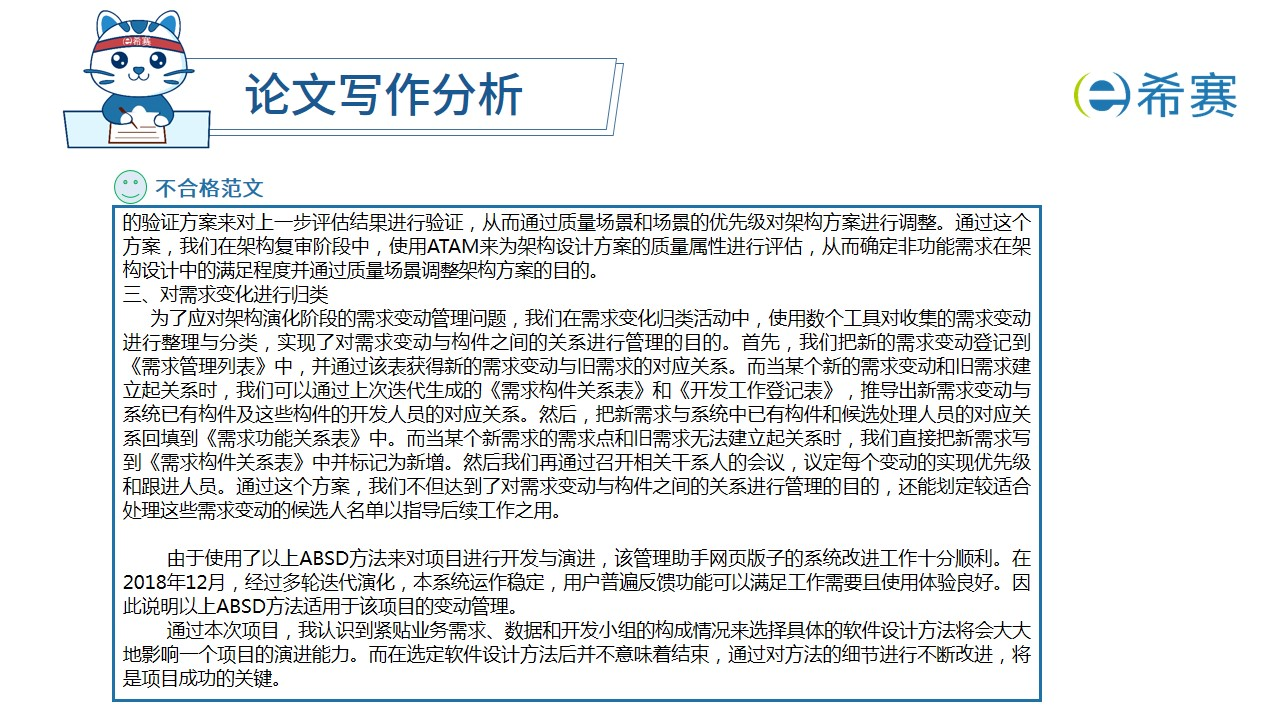 希赛
论文写作分析
希赛
不合格范文
的验证方案来对上一步评估结果进行验证，从而通过质量场景和场景的优先级对架构方案进行调整。通过这个
方案，我们在架构复审阶段中，使用ATAM来为架构设计方案的质量属性进行评估，从而确定非功能需求在架
构设计中的满足程度并通过质量场景调整架构方案的目的。
三、对需求变化进行归类
为了应对架构演化阶段的需求变动管理问题，我们在需求变化归类活动中，使用数个工具对收集的需求变动
进行整理与分类，实现了对需求变动与构件之间的关系进行管理的目的。首先，我们把新的需求变动登记到
《需求管理列表》中，并通过该表获得新的需求变动与旧需求的对应关系。而当某个新的需求变动和旧需求建
立起关系时，我们可以通过上次迭代生成的《需求构件关系表》和《开发工作登记表》，推导出新需求变动与
系统已有构件及这些构件的开发人员的对应关系。然后，把新需求与系统中已有构件和候选处理人员的对应关
系回填到《需求功能关系表》中。而当某个新需求的需求点和旧需求无法建立起关系时，我们直接把新需求写
到《需求构件关系表》中并标记为新增。然后我们再通过召开相关干系人的会议，议定每个变动的实现优先级
和跟进人员。通过这个方案，我们不但达到了对需求变动与构件之间的关系进行管理的目的，还能划定较适合
处理这些需求变动的候选人名单以指导后续工作之用。
由于使用了以上ABSD方法来对项目进行开发与演进，该管理助手网页版子的系统改进工作十分顺利。在
2018年12月，经过多轮迭代演化，本系统运作稳定，用户普遍反馈功能可以满足工作需要且使用体验良好。因
此说明以上ABSD方法适用于该项目的变动管理。
通过本次项目，我认识到紧贴业务需求、数据和开发小组的构成情况来选择具体的软件设计方法将会大大
地影响一个项目的演进能力。而在选定软件设计方法后并不意味着结束，通过对方法的细节进行不断改进，将
是项目成功的关键。